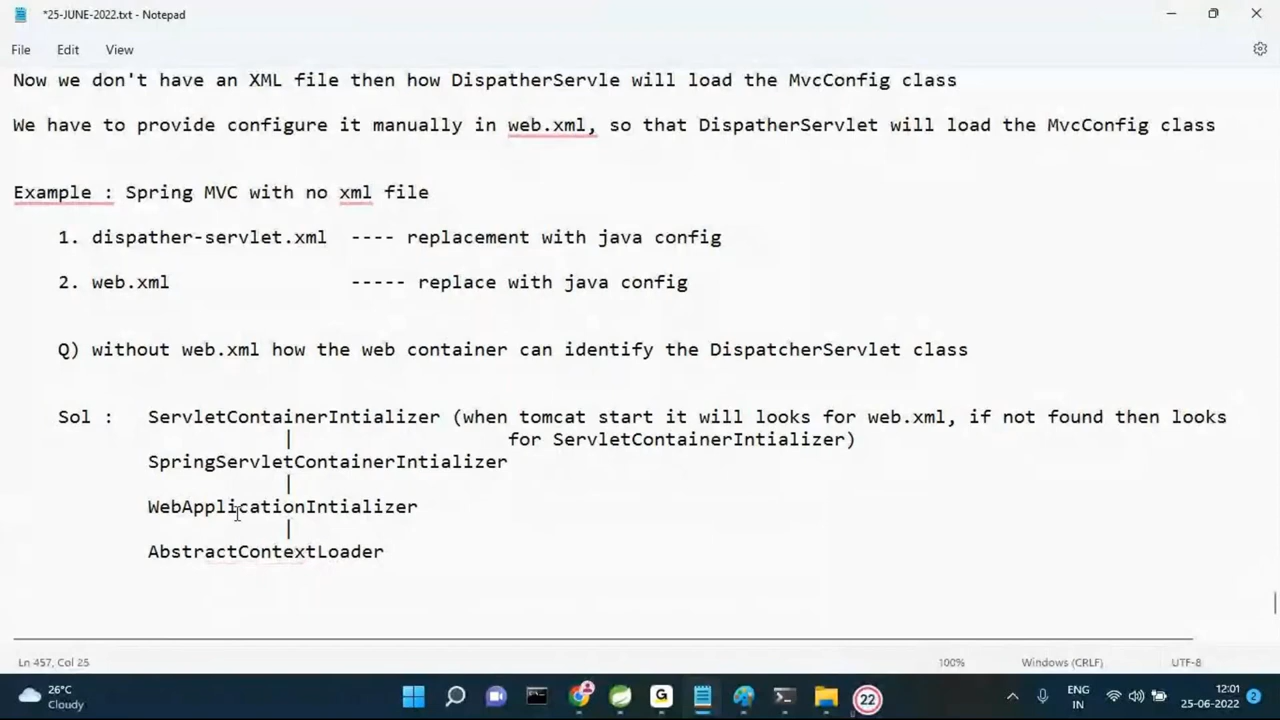 *25-JUNE-2022.txt - Notepad
File Edit View
Now we don't have an XML file then how DispatherServle will load the MvcConfig class
We have to provide configure it manually in web.xml, so that DispatherServlet will load the MvcConfig class
Example : Spring MVC with no xml file
1. dispather-servlet.xml ---- replacement with java config
2. web.xml ----- replace with java config
Q) without web.xml how the web container can identify the DispatcherServlet class
Sol : ServletContainerIntializer (when tomcat start it will looks for web.xml, if not found then looks
| for ServletContainerIntializer)
SpringServletContainerIntializer
|
WebApplicationIntializer
|
AbstractContextLoader
Ln 457, Col 25 100% Windows (CRLF) UTF-8
26°C
Cloudy
G
22
ENG
IN
12:01
25-06-2022
2